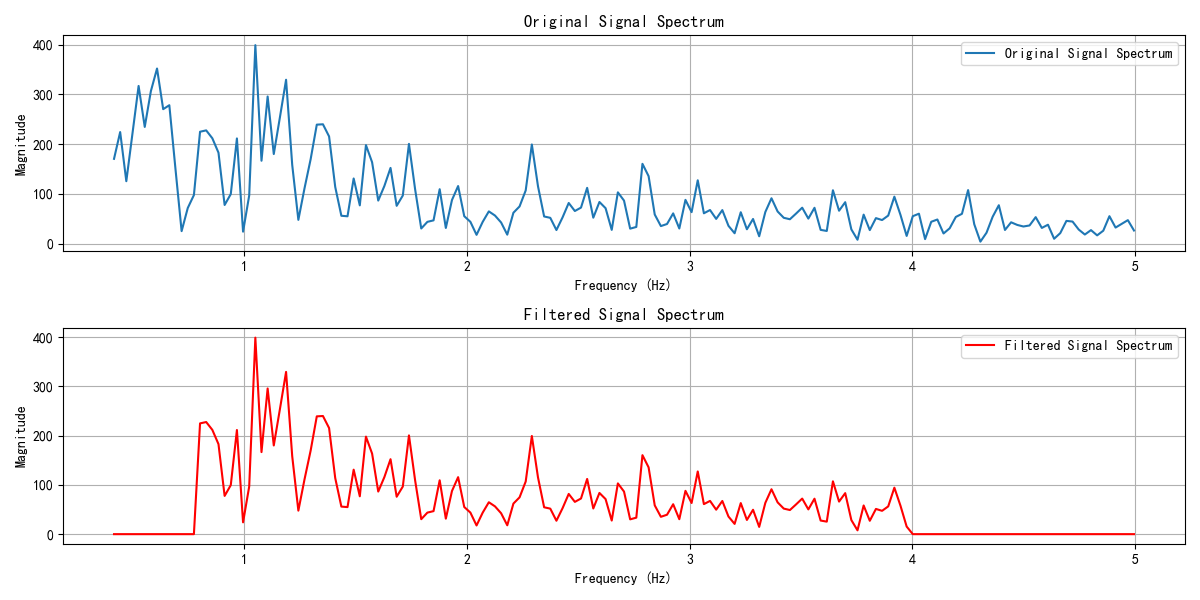 Original Signal Spectrum
Original Signal Spectrum
Magnitude
400
300
200
100
0
1 2 3 4 5
Frequency (Hz)
Filtered Signal Spectrum
Filtered Signal Spectrum
Magnitude
400
300
200
100
0
1 2 3 4 5
Frequency (Hz)